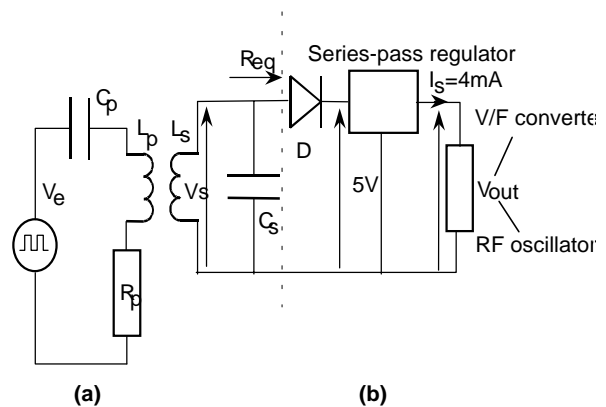 Series-pass regulator
Req
Is=4mA
Cp
V/F converte
Lp
Ls
D
Ve
Vs
5V
Vout
Cs
RF oscillator
Rp
(a)
(b)